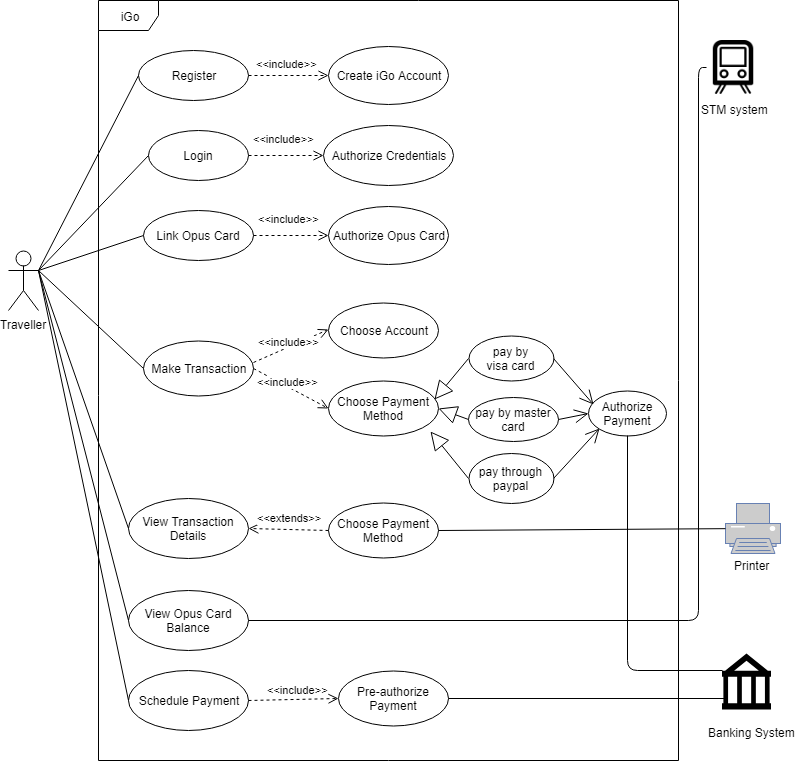 iGo
Register
<<include>>
Create iGo Account
STM system
Login
<<include>>
Authorize Credentials
Link Opus Card
<<include>>
Authorize Opus Card
Traveller
Make Transaction
<<include>>
Choose Account
<<include>>
Choose Payment
Method
pay by
visa card
pay by master
card
pay through
paypal
Authorize
Payment
View Transaction
Details
<<extends>>
Choose Payment
Method
Printer
View Opus Card
Balance
Schedule Payment
<<include>>
Pre-authorize
Payment
Banking System